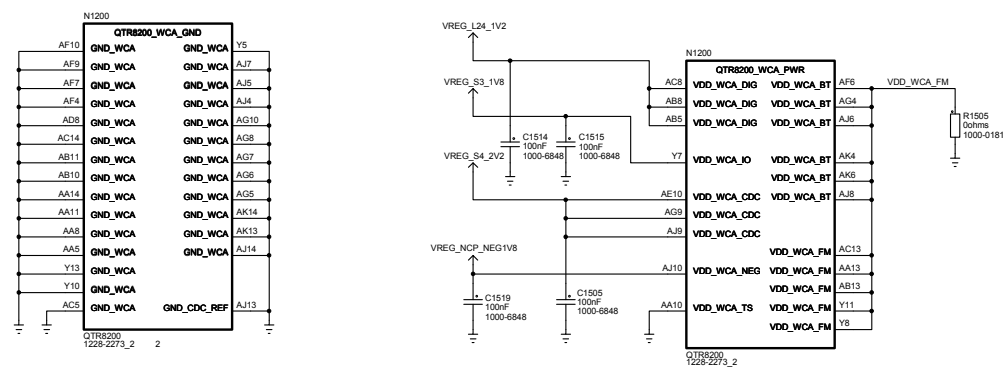 N1200
QTR8200_WCA_GND
AF10 GND_WCA GND_WCA Y5
AF9 GND_WCA GND_WCA AJ7
AF7 GND_WCA GND_WCA AJ5
AF4 GND_WCA GND_WCA AJ4
AD8 GND_WCA GND_WCA AG10
AC14 GND_WCA GND_WCA AG8
AB11 GND_WCA GND_WCA AG7
AB10 GND_WCA GND_WCA AG6
AA14 GND_WCA GND_WCA AG5
AA11 GND_WCA GND_WCA AK14
AA8 GND_WCA GND_WCA AK13
AA5 GND_WCA GND_WCA AJ14
Y13 GND_WCA
Y10 GND_WCA
AC5 GND_WCA GND_CDC_REF AJ13
QTR8200
1228-2273_2 2
VREG_L24_1V2
VREG_S3_1V8
C1514
100nF
1000-6848
C1515
100nF
1000-6848
VREG_S4_2V2
VREG_NCP_NEG1V8
C1519
100nF
1000-6848
C1505
100nF
1000-6848
N1200
QTR8200_WCA_PWR
AC8 VDD_WCA_DIG VDD_WCA_BT AF6 VDD_WCA_FM
AB8 VDD_WCA_DIG VDD_WCA_BT AG4
AB5 VDD_WCA_DIG VDD_WCA_BT AJ6
Y7 VDD_WCA_IO VDD_WCA_BT AK4
VDD_WCA_BT AK6
AE10 VDD_WCA_CDC VDD_WCA_BT AJ8
AG9 VDD_WCA_CDC
AJ9 VDD_WCA_CDC
VDD_WCA_FM AC13
AJ10 VDD_WCA_NEG VDD_WCA_FM AA13
VDD_WCA_FM AB13
AA10 VDD_WCA_TS VDD_WCA_FM Y11
VDD_WCA_FM Y8
QTR8200
1228-2273_2
R1505
0ohms
1000-0181